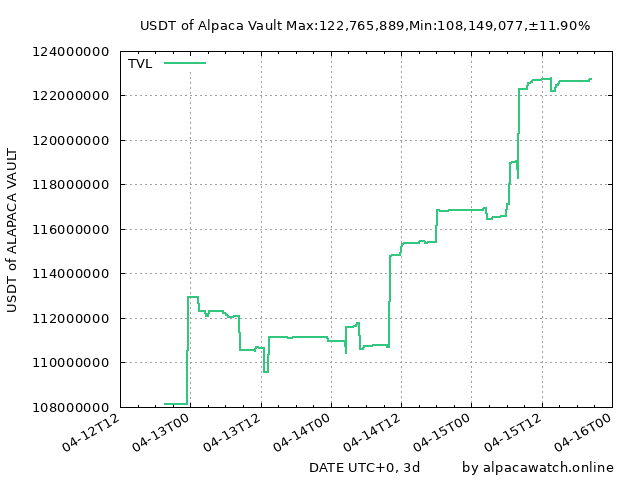 USDT of Alpaca Vault Max:122,765,889,Min:108,149,077,±11.90%
TVL
124000000
122000000
120000000
118000000
116000000
114000000
112000000
110000000
108000000
USDT of ALAPACA VAULT
04-12T12
04-13T00
04-13T12
04-14T00
04-14T12
04-15T00
04-15T12
04-16T00
DATE UTC+0, 3d
by alpacawatch.online